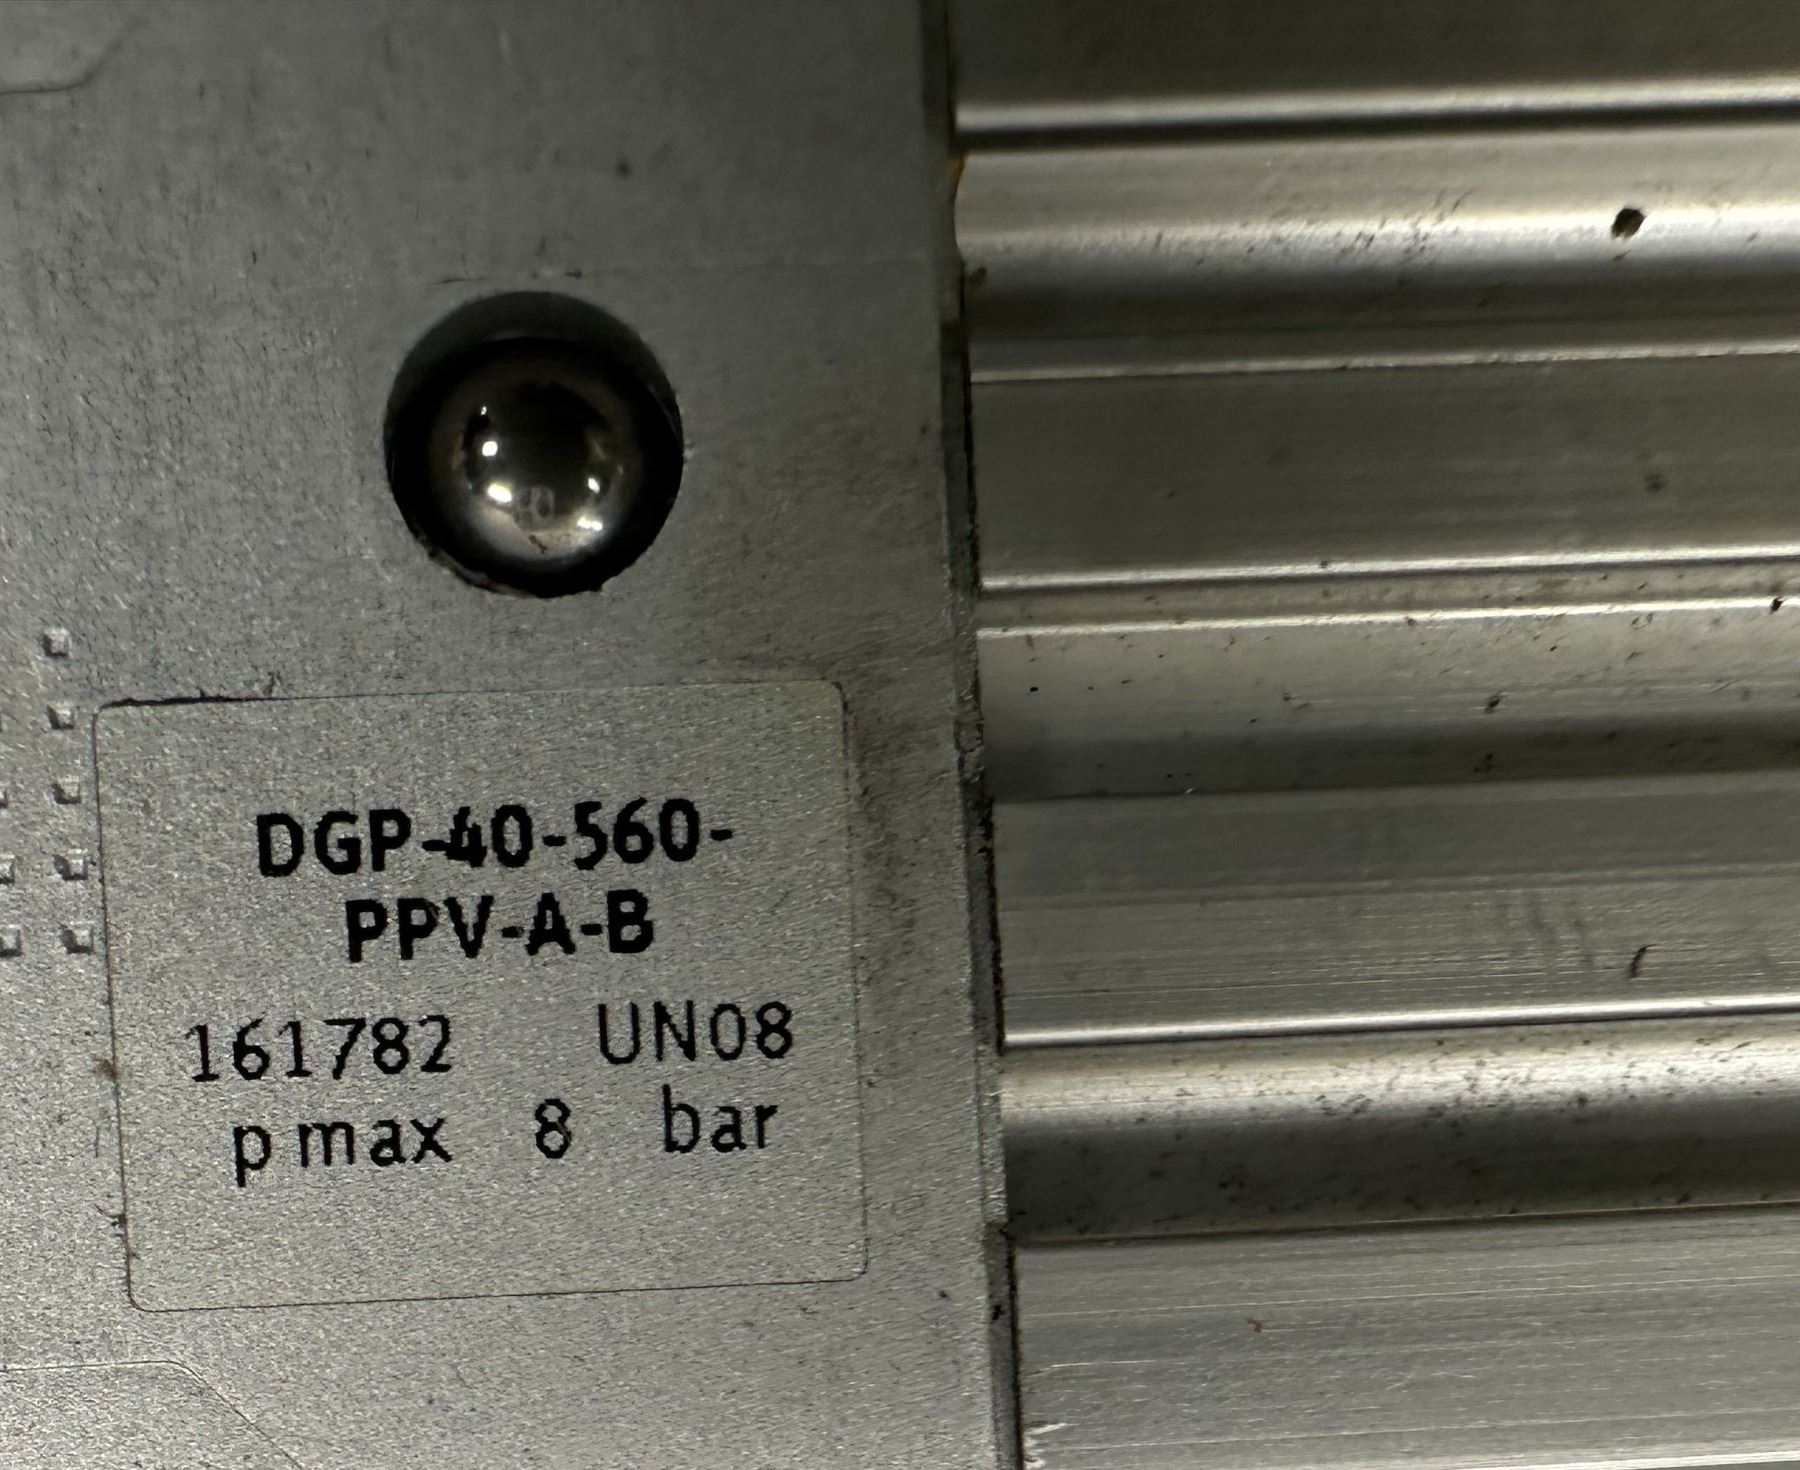 DGP-40-560-
PPV-A-B
161782 UN08
p max 8 bar